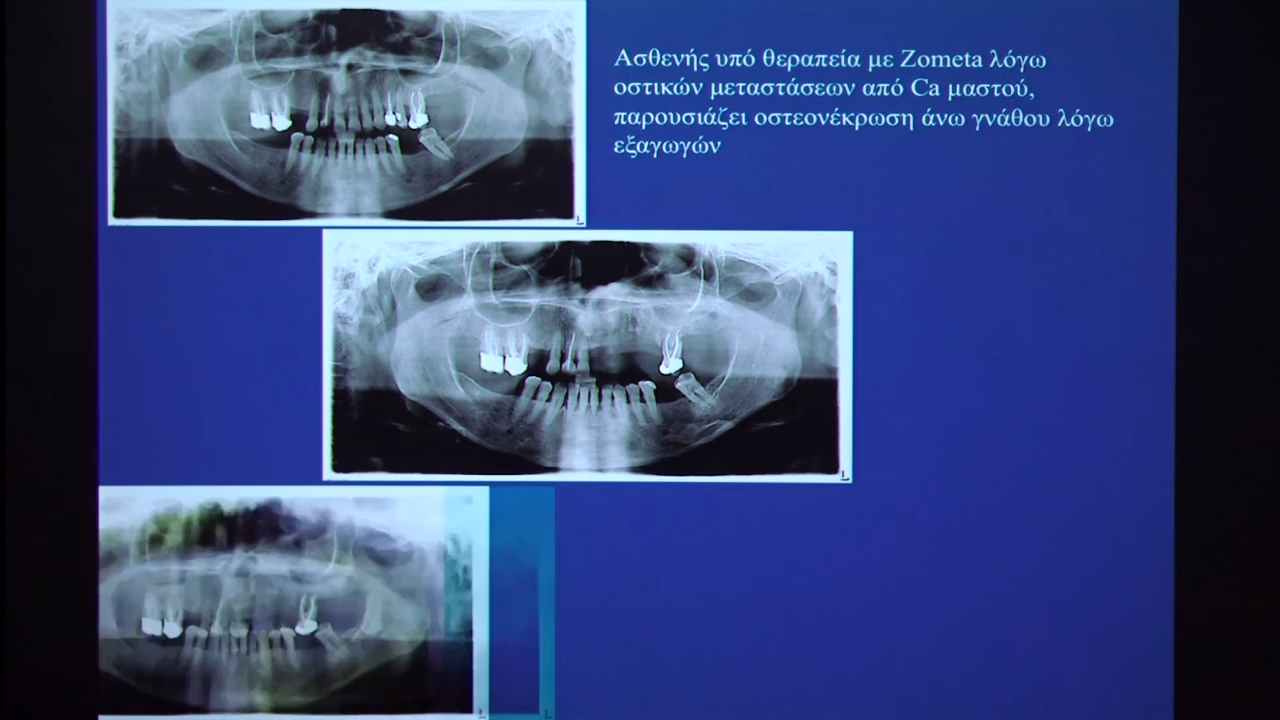 Ασθενής υπό θεραπεία με Zometa λόγω
οστικών μεταστάσεων από Ca μαστού,
παρουσιάζει οστεονέκρωση άνω γνάθου λόγω
εξαγωγών
L
L
L
L